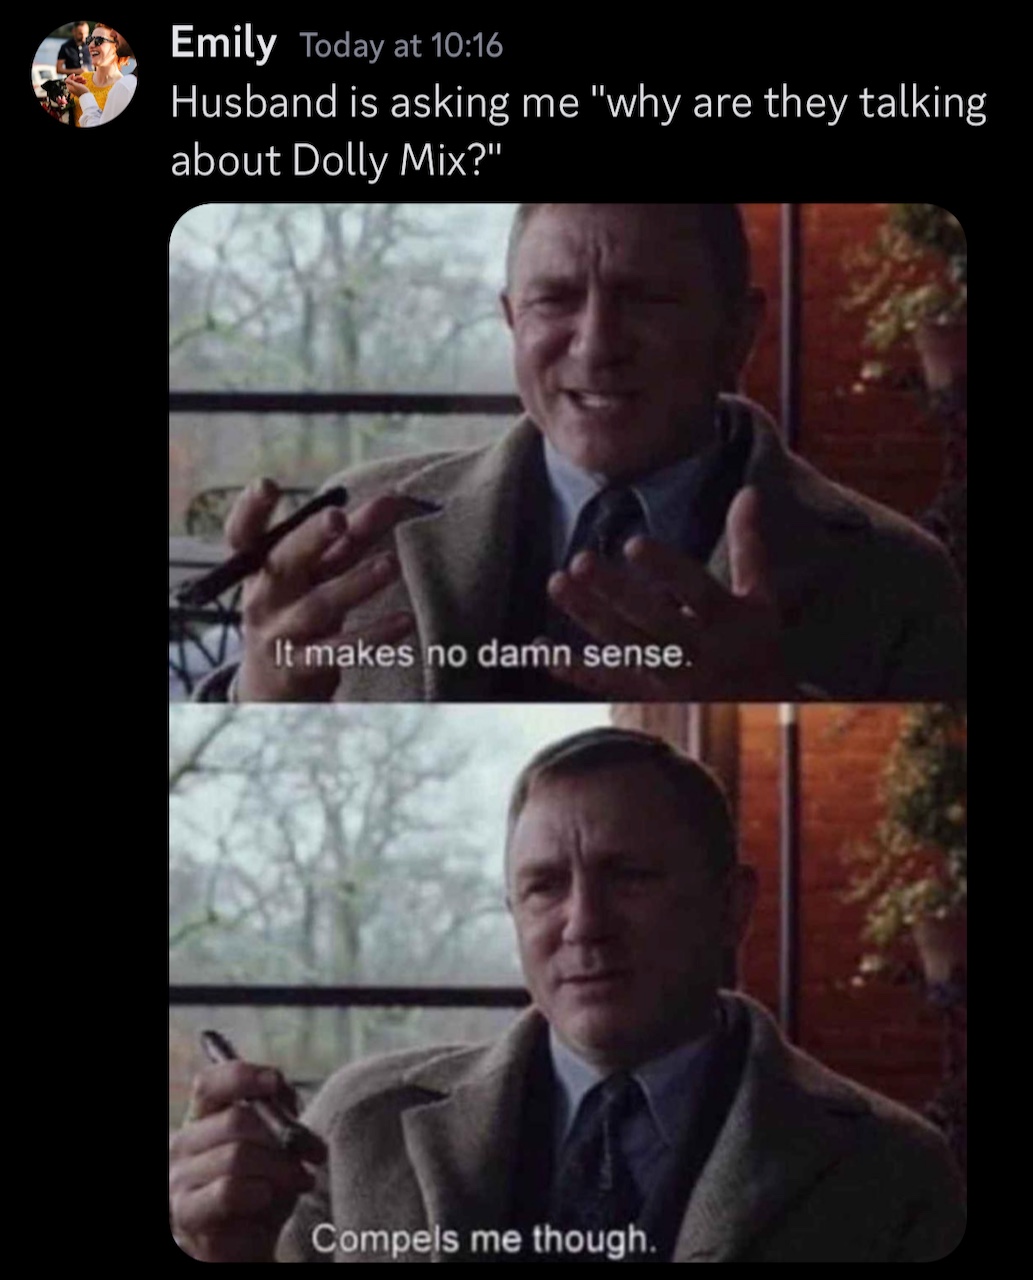 Emily Today at 10:16
Husband is asking me "why are they talking
about Dolly Mix?"
It makes no damn sense.
Compels me though.